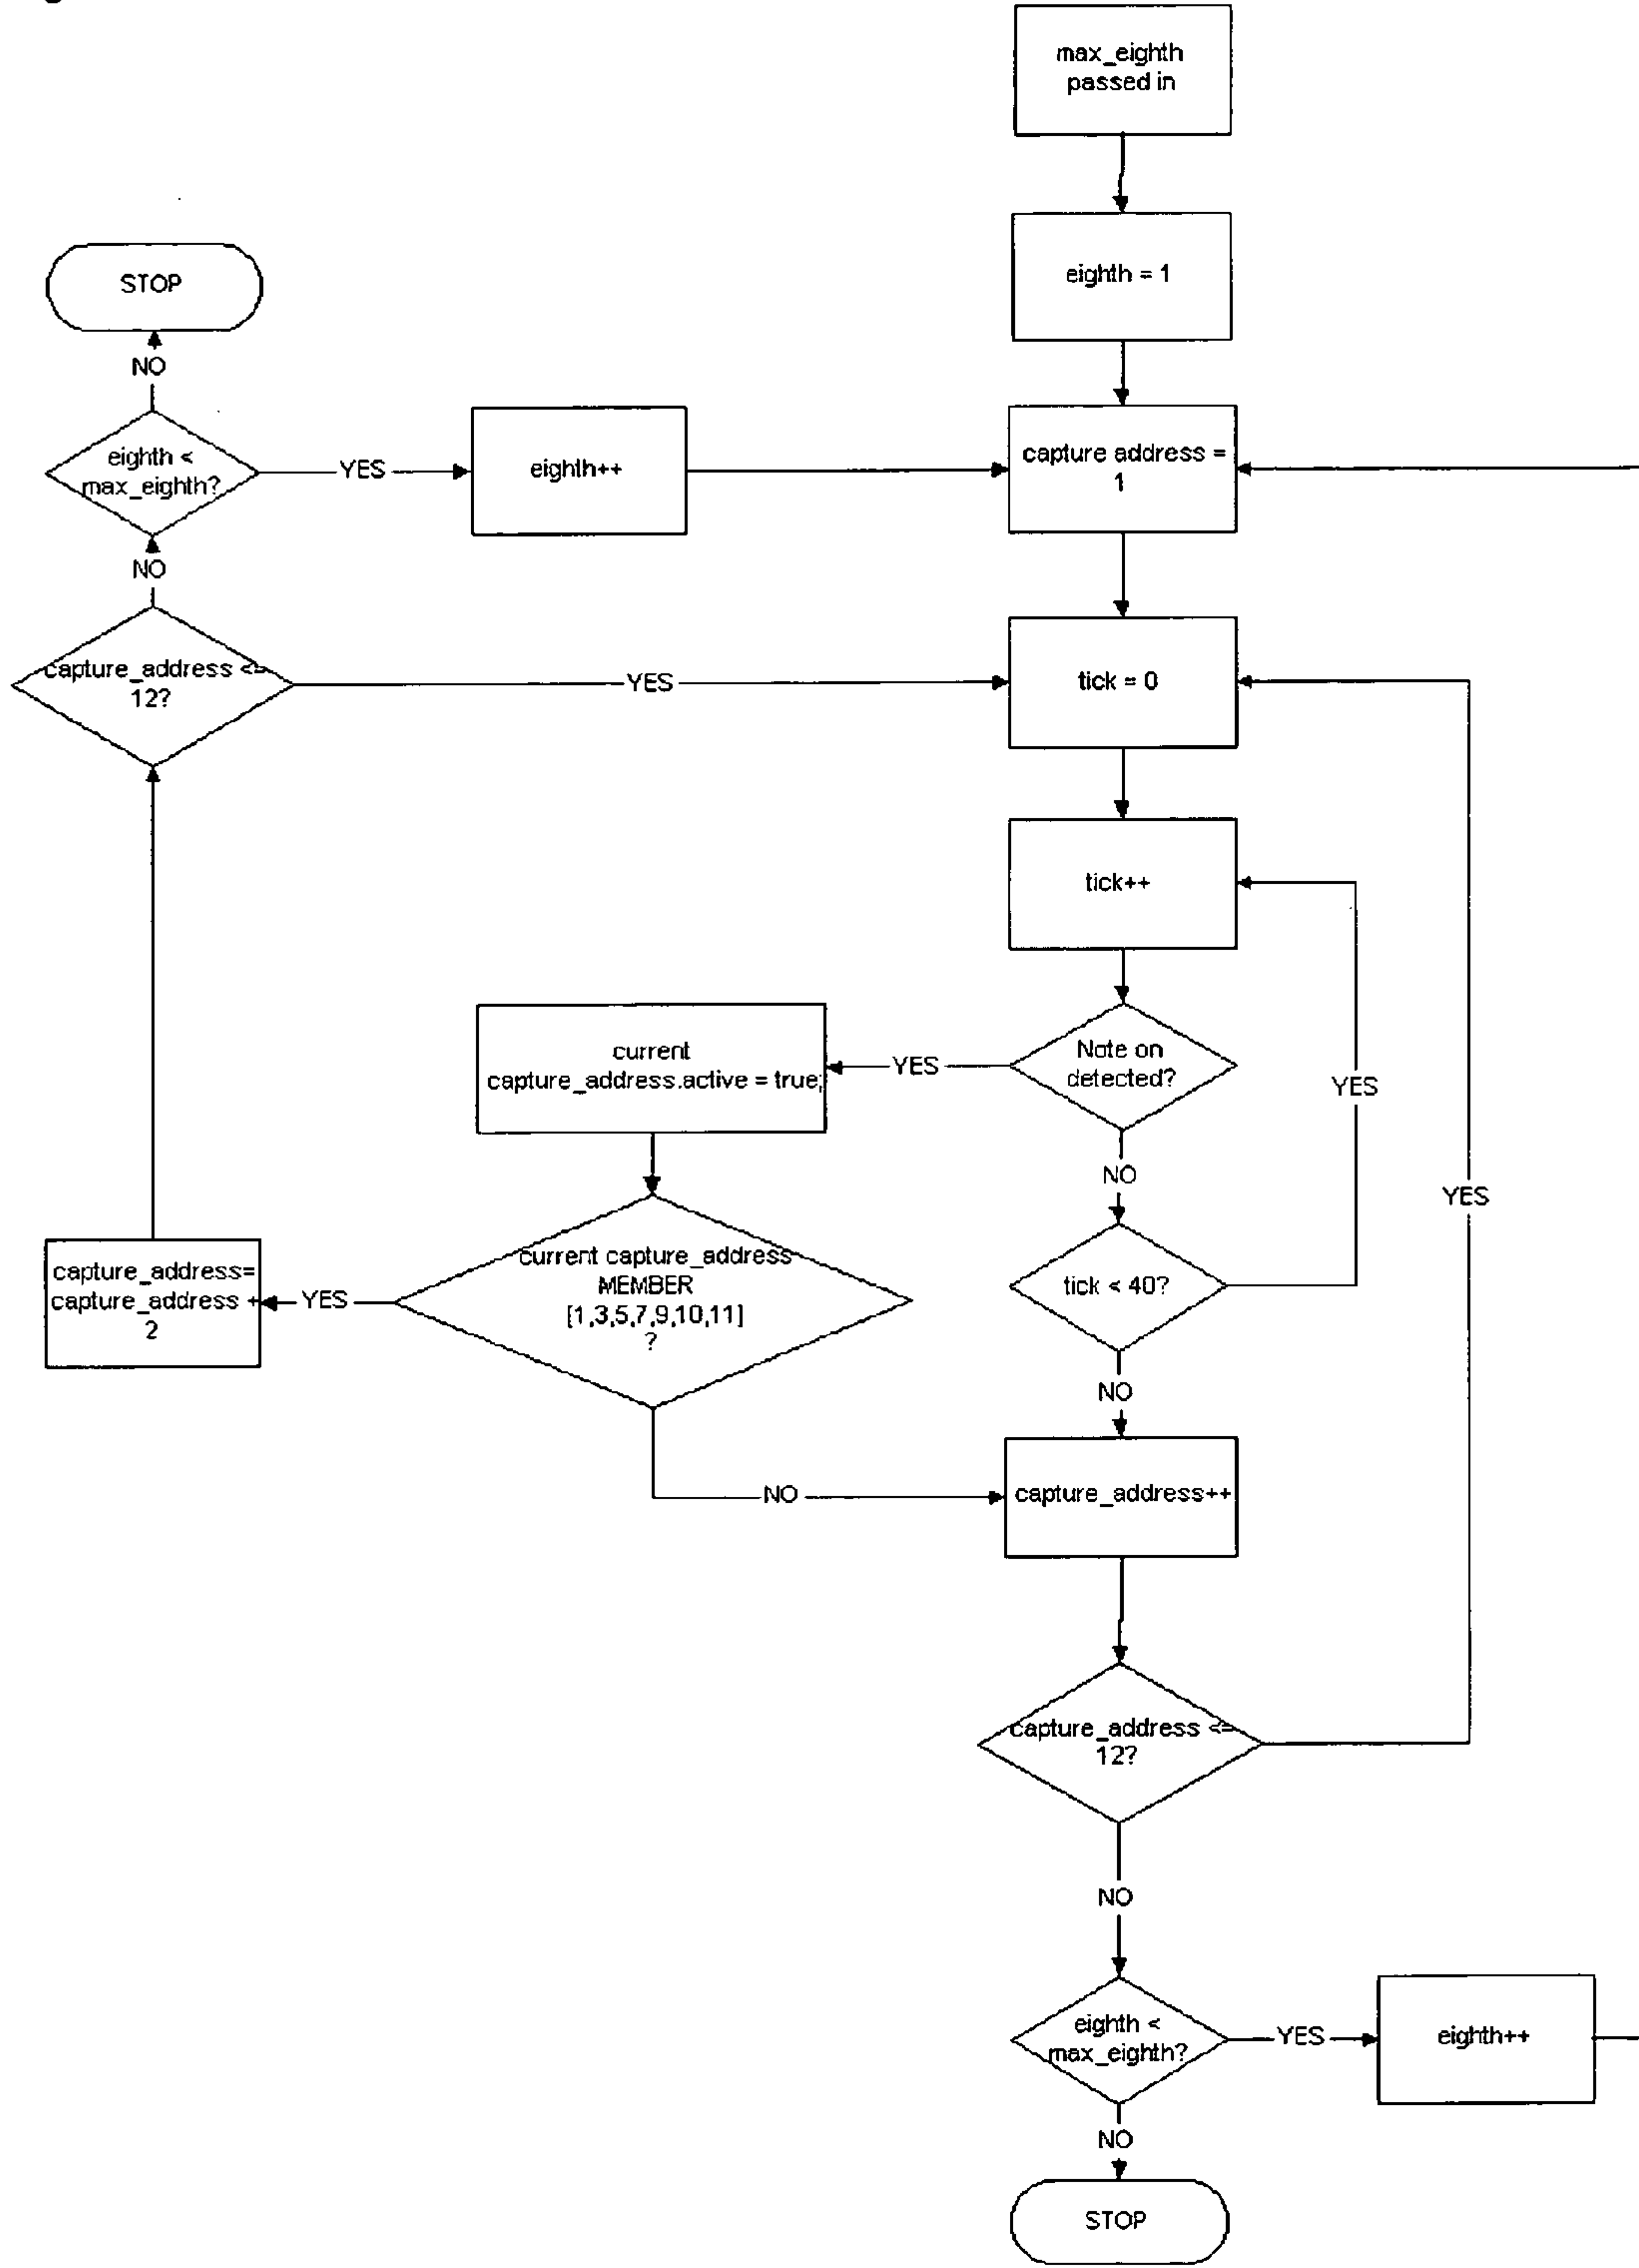 max_eighth
passed in
eighth = 1
STOP
NO
eighth <
max_eighth?
YES
eighth++
capture address =
1
NO
capture_address <=
12?
YES
tick = 0
tick++
current
capture_address.active = true;
YES
Note on
detected?
YES
NO
YES
capture_address=
capture_address +
2
YES
current capture_address
MEMBER
[1,3,5,7,9,10,11]
?
tick < 40?
NO
NO
capture_address++
capture_address <=
12?
NO
eighth <
max_eighth?
YES
eighth++
NO
STOP